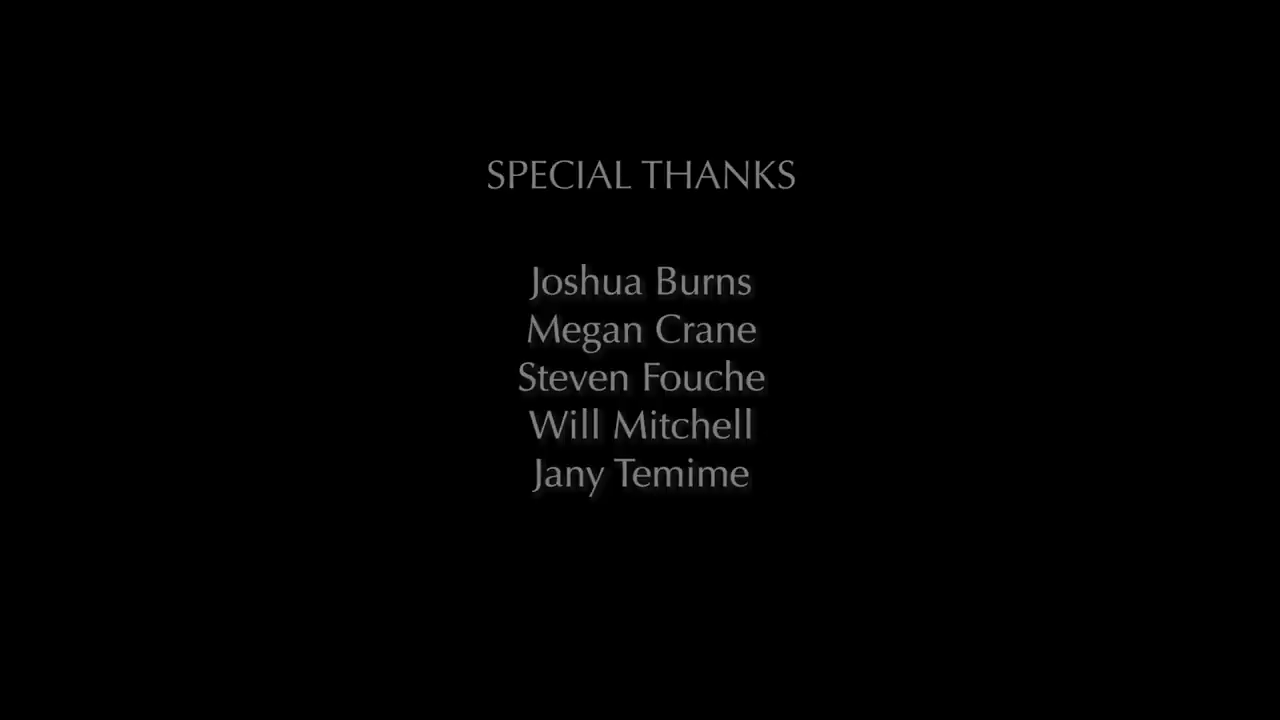 SPECIAL THANKS
Joshua Burns
Megan Crane
Steven Fouche
Will Mitchell
Jany Temime